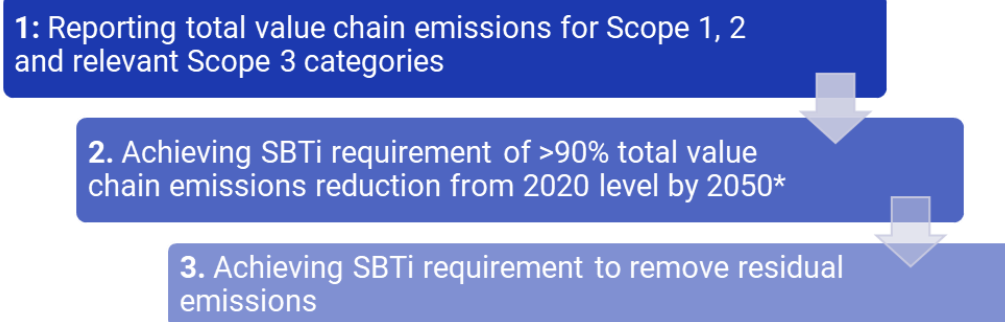 1: Reporting total value chain emissions for Scope 1, 2
and relevant Scope 3 categories
2. Achieving SBTi requirement of >90% total value
chain emissions reduction from 2020 level by 2050*
3. Achieving SBTi requirement to remove residual
emissions